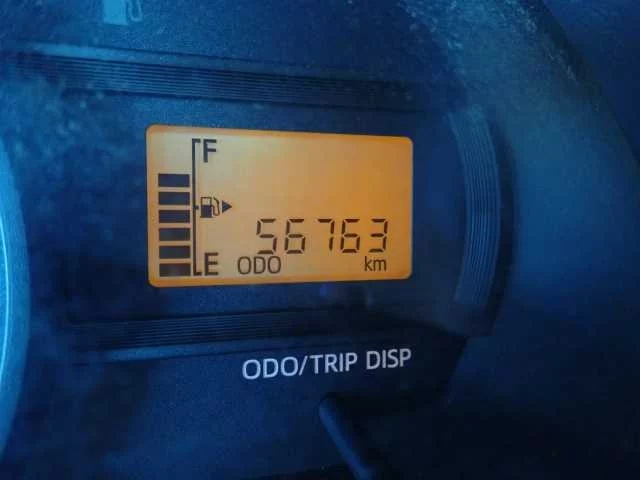 F
56763
E ODO km
ODO/TRIP DISP